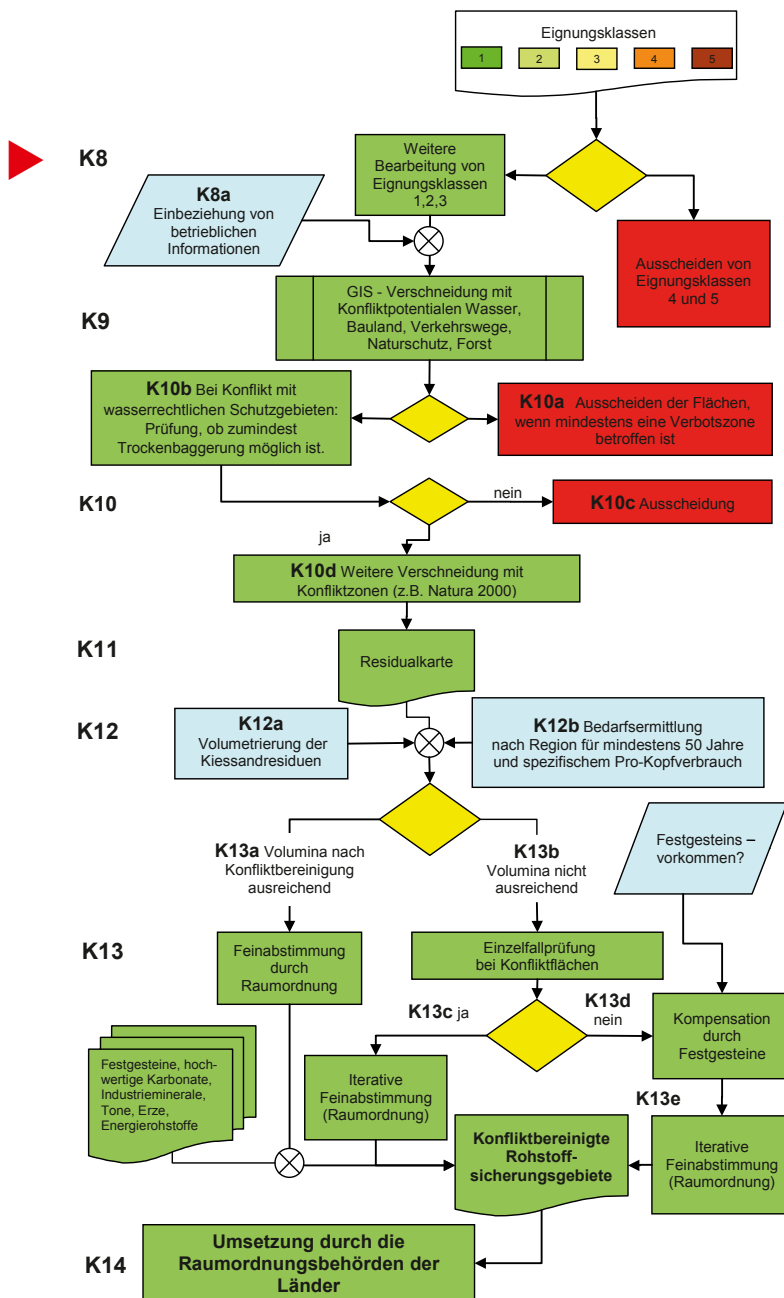 Eignungsklassen
1 2 3 4 5
K8
Weitere
Bearbeitung von
Eignungsklassen
1,2,3
K8a
Einbeziehung von
betrieblichen
Informationen
Ausscheiden von
Eignungsklassen
4 und 5
K9
GIS - Verschneidung mit
Konfliktpotentialen Wasser,
Bauland, Verkehrswege,
Naturschutz, Forst
K10b Bei Konflikt mit
wasserrechtlichen Schutzgebieten:
Prüfung, ob zumindest
Trockenbaggerung möglich ist.
K10a Ausscheiden der Flächen,
wenn mindestens eine Verbotszone
betroffen ist
K10
nein
K10c Ausscheidung
ja
K10d Weitere Verschneidung mit
Konfliktzonen (z.B. Natura 2000)
K11
Residualkarte
K12
K12a
Volumetrierung der
Kiessandresiduen
K12b Bedarfsermittlung
nach Region für mindestens 50 Jahre
und spezifischem Pro-Kopfverbrauch
K13a Volumina nach
Konfliktbereinigung
ausreichend
K13b
Volumina nicht
ausreichend
Festgesteins –
vorkommen?
K13
Feinabstimmung
durch
Raumordnung
Einzelfallprüfung
bei Konfliktflächen
K13c ja
K13d
nein
Kompensation
durch
Festgesteine
Festgesteine, hoch-
wertige Karbonate,
Industrieminerale,
Tone, Erze,
Energierohstoffe
Iterative
Feinabstimmung
(Raumordnung)
K13e
Konfliktbereinigte
Rohstoff-
sicherungsgebiete
Iterative
Feinabstimmung
(Raumordnung)
K14
Umsetzung durch die
Raumordnungsbehörden der
Länder